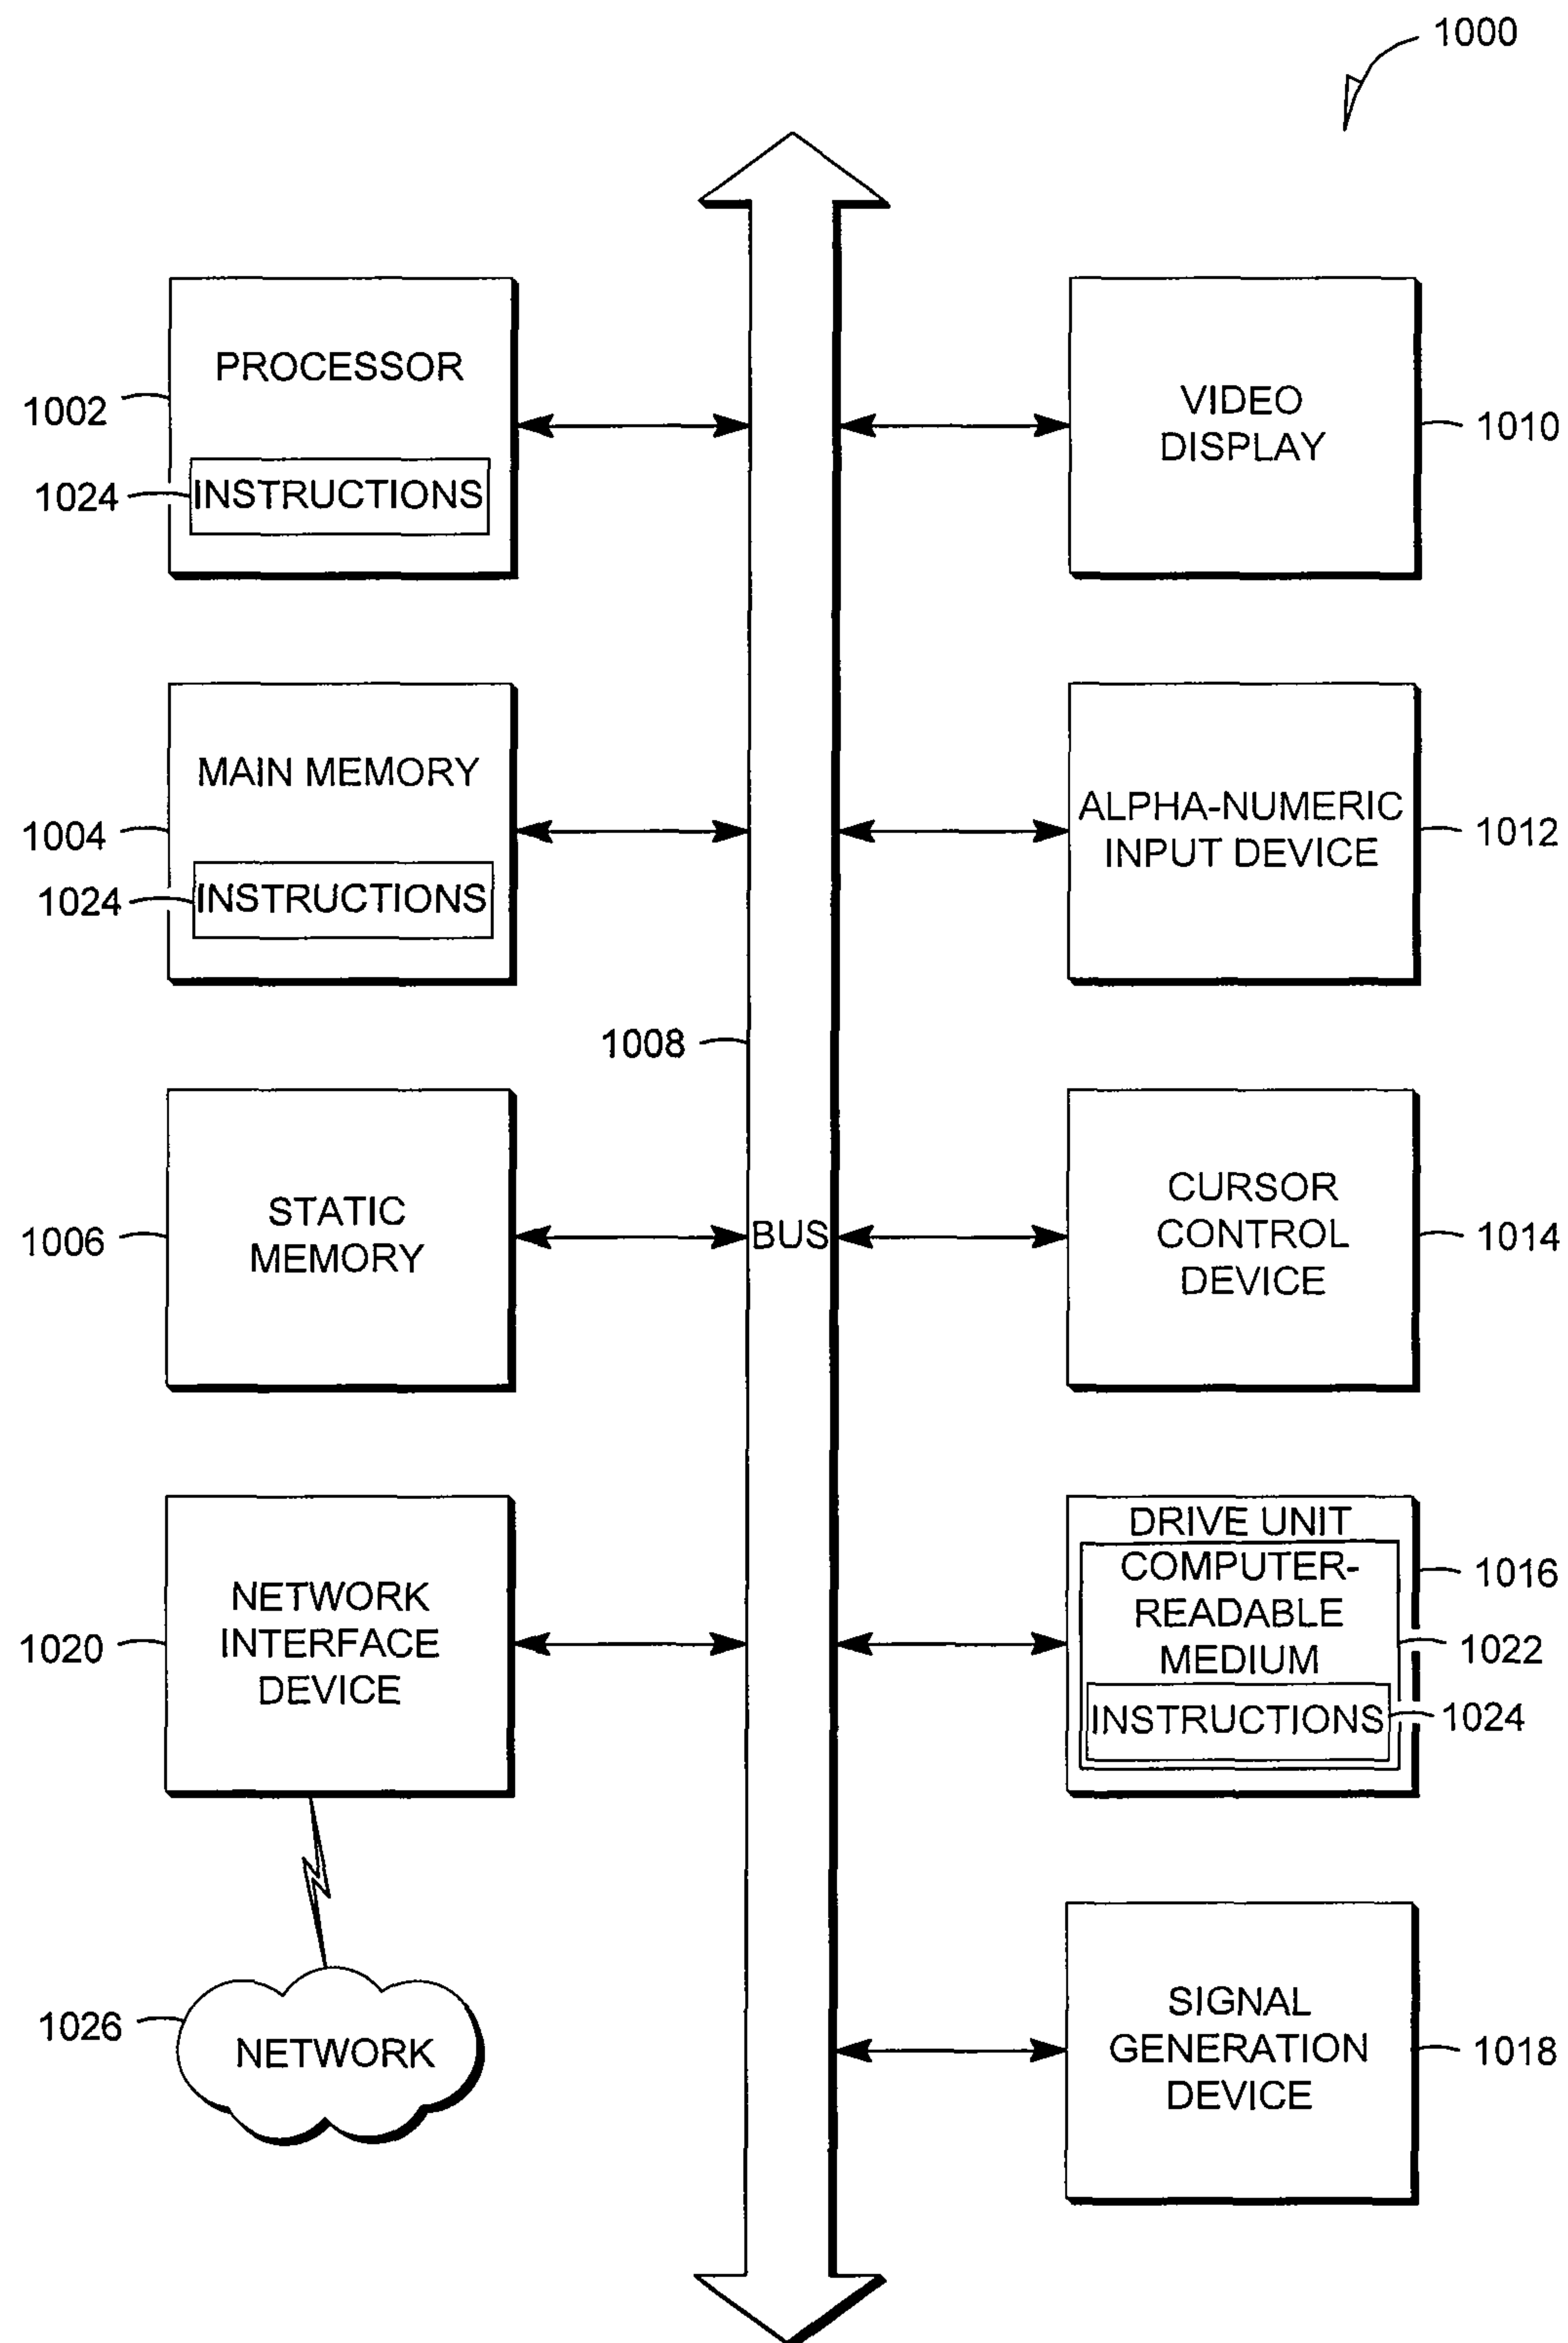 1000
PROCESSOR
1002
1024
INSTRUCTIONS
VIDEO
DISPLAY
1010
MAIN MEMORY
1004
1024
INSTRUCTIONS
ALPHA-NUMERIC
INPUT DEVICE
1012
1008
BUS
STATIC
MEMORY
1006
CURSOR
CONTROL
DEVICE
1014
NETWORK
INTERFACE
DEVICE
1020
DRIVE UNIT
COMPUTER-
READABLE
MEDIUM
INSTRUCTIONS
1016
1022
1024
1026
NETWORK
SIGNAL
GENERATION
DEVICE
1018